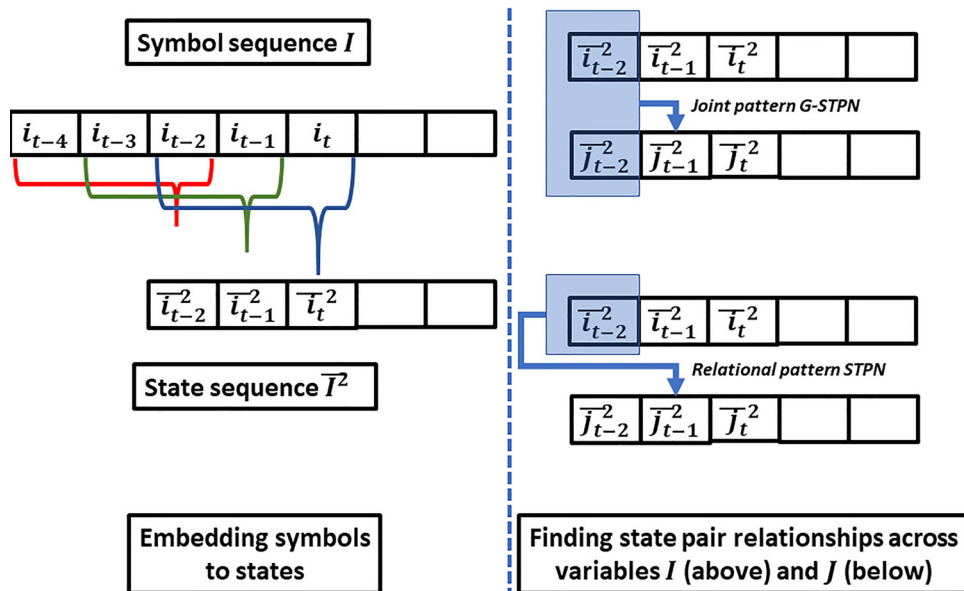 Symbol sequence I
i_{t-4} i_{t-3} i_{t-2} i_{t-1} i_t
\overline{i}_{t-2}^2 \overline{i}_{t-1}^2 \overline{i}_t^2
State sequence \overline{I^2}
Embedding symbols
to states
\overline{i}_{t-2}^2 \overline{i}_{t-1}^2 \overline{i}_t^2
Joint pattern G-STPN
\overline{j}_{t-2}^2 \overline{j}_{t-1}^2 \overline{j}_t^2
\overline{i}_{t-2}^2 \overline{i}_{t-1}^2 \overline{i}_t^2
Relational pattern STPN
\overline{j}_{t-2}^2 \overline{j}_{t-1}^2 \overline{j}_t^2
Finding state pair relationships across
variables I (above) and J (below)